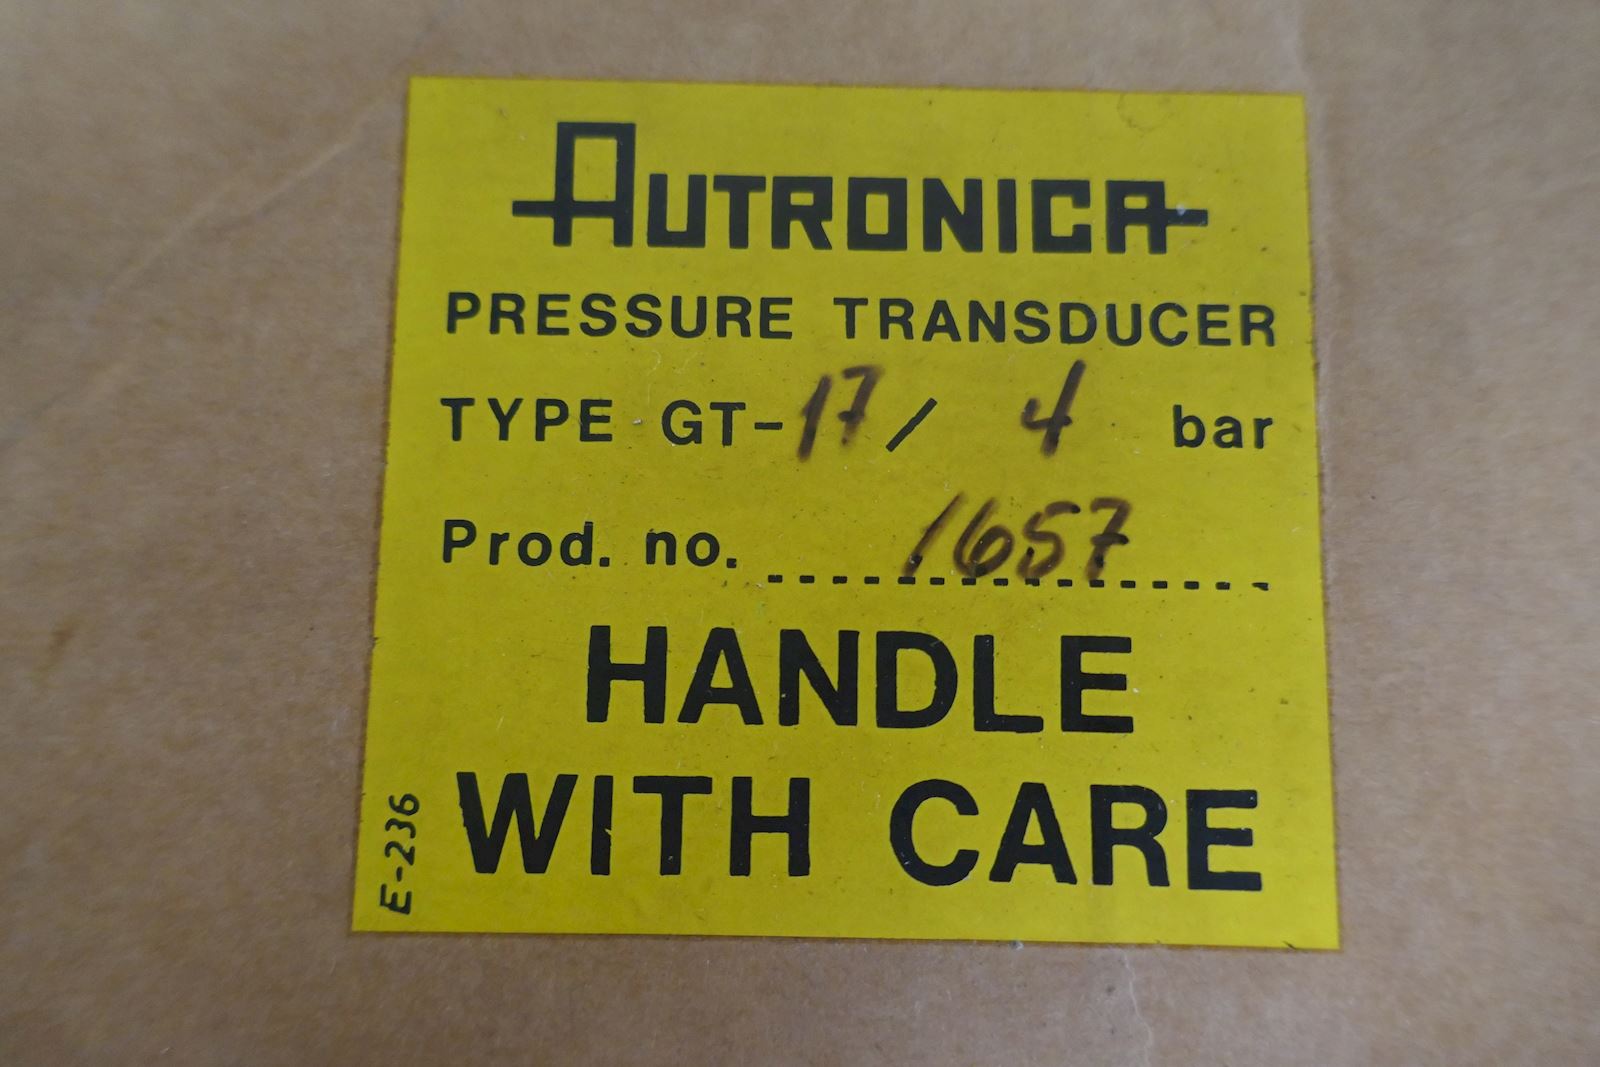 AUTRONICA
PRESSURE TRANSDUCER
TYPE GT-17/ 4 bar
Prod. no. 1657
HANDLE
WITH CARE
E-236